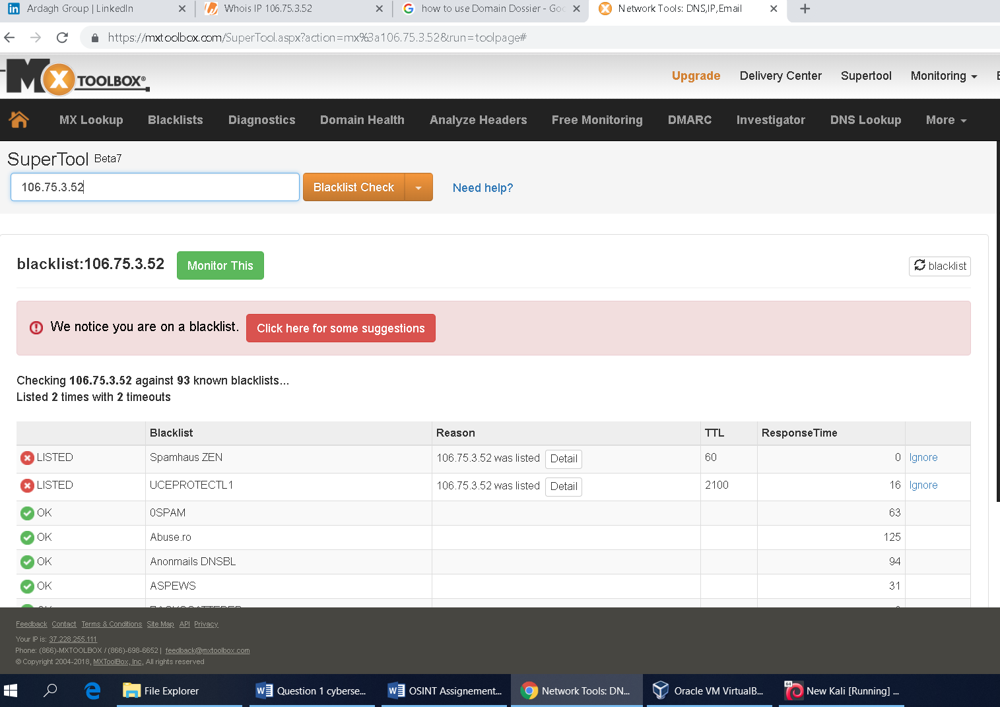 Ardagh Group | LinkedIn
Whois IP 106.75.3.52
how to use Domain Dossier - Goo
Network Tools: DNS,IP,Email
https://mxtoolbox.com/SuperTool.aspx?action=mx%3a106.75.3.52&run=toolpage#
MX TOOLBOX®
Upgrade Delivery Center Supertool Monitoring
MX Lookup Blacklists Diagnostics Domain Health Analyze Headers Free Monitoring DMARC Investigator DNS Lookup More
SuperTool Beta7
106.75.3.52 Blacklist Check Need help?
blacklist:106.75.3.52 Monitor This blacklist
We notice you are on a blacklist. Click here for some suggestions
Checking 106.75.3.52 against 93 known blacklists...
Listed 2 times with 2 timeouts
Blacklist Reason TTL ResponseTime
LISTED Spamhaus ZEN 106.75.3.52 was listed Detail 60 0 Ignore
LISTED UCEPROTECTL1 106.75.3.52 was listed Detail 2100 16 Ignore
OK 0SPAM 63
OK Abuse.ro 125
OK Anonmails DNSBL 94
OK ASPEWS 31
Feedback Contact Terms & Conditions Site Map API Privacy
Your IP is: 37.228.255.111
Phone: (866)-MXTOOLBOX / (866)-698-6652 | feedback@mxtoolbox.com
© Copyright 2004-2018, MXToolBox, Inc, All rights reserved
File Explorer
Question 1 cyberse...
OSINT Assignement...
Network Tools: DN...
Oracle VM VirtualB...
64
New Kali [Running] ...